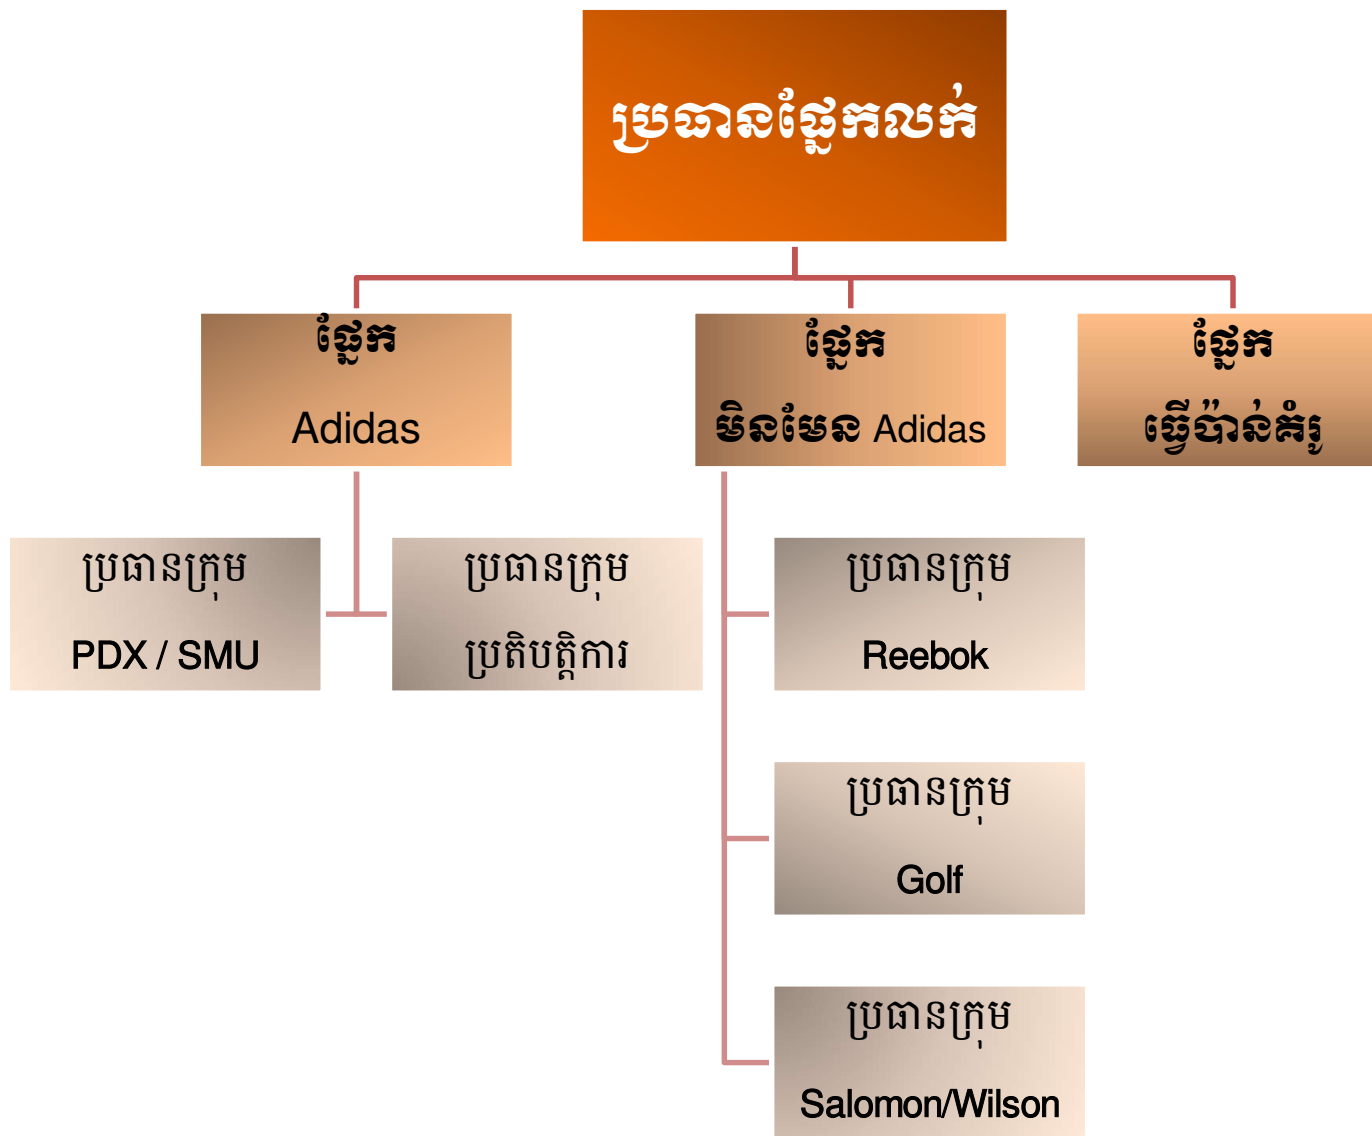 ប្រធានផ្នែកលក់
ផ្នែក
Adidas
ផ្នែក
មិនមែន Adidas
ផ្នែក
ធ្វើប៉ាន់គំរូ
ប្រធានក្រុម
PDX / SMU
ប្រធានក្រុម
ប្រតិបត្តិការ
ប្រធានក្រុម
Reebok
ប្រធានក្រុម
Golf
ប្រធានក្រុម
Salomon/Wilson